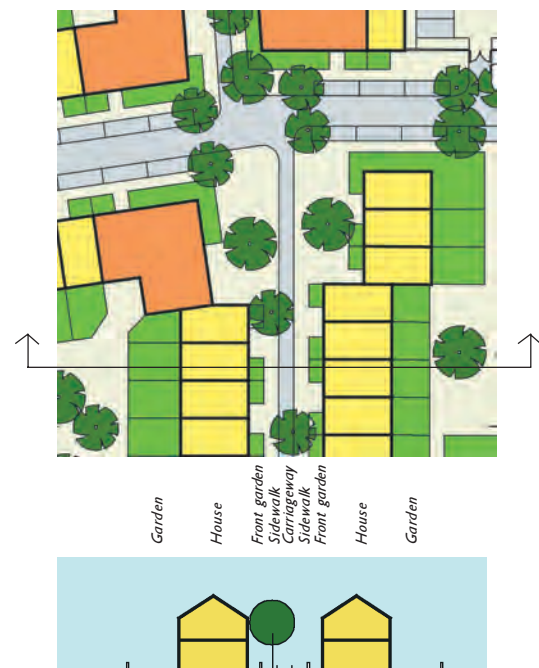 Garden
House
Front garden
Sidewalk
Carriageway
Sidewalk
Front garden
House
Garden